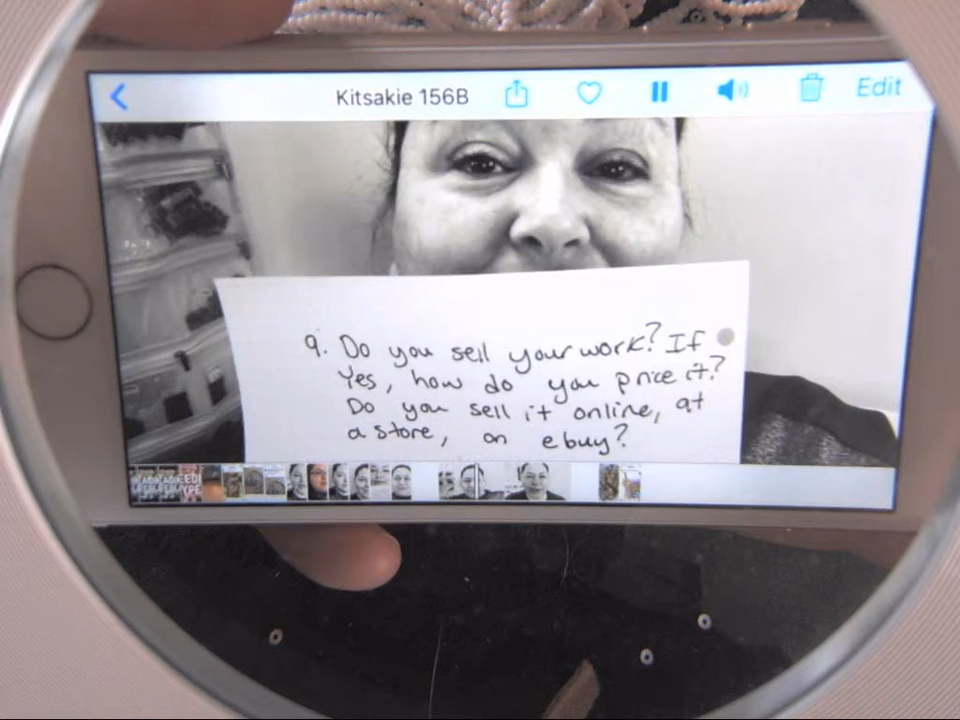 Kitsakie 156B
Edit
9. Do you sell your work? If
Yes, how do you price it?
Do you sell it online, at
a store, on ebuy?